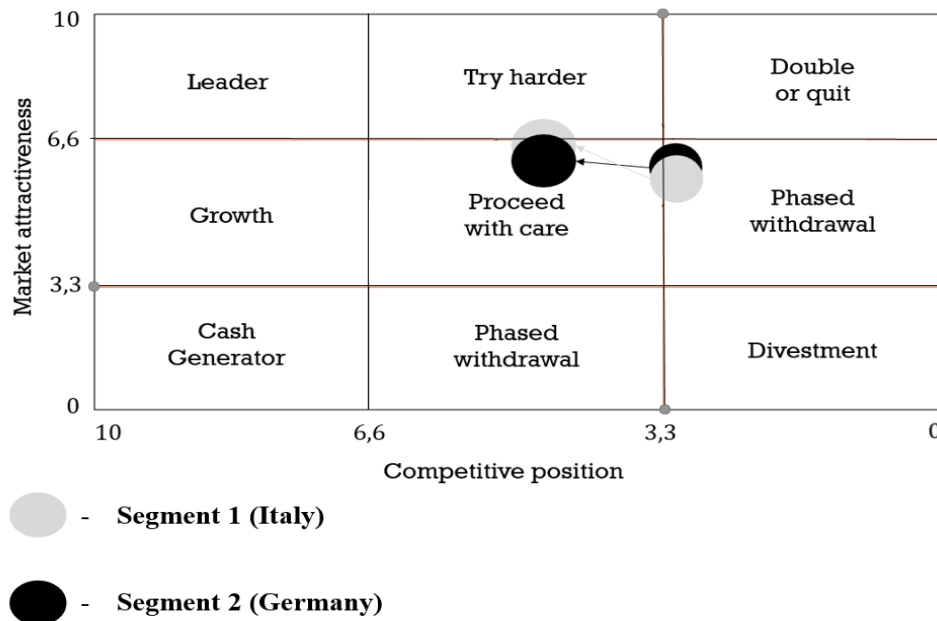 10
Leader
Try harder
Double
or quit
Market attractiveness
6,6
Growth
Proceed
with care
Phased
withdrawal
3,3
Cash
Generator
Phased
withdrawal
Divestment
0
10
6,6
3,3
0
Competitive position
- Segment 1 (Italy)
- Segment 2 (Germany)